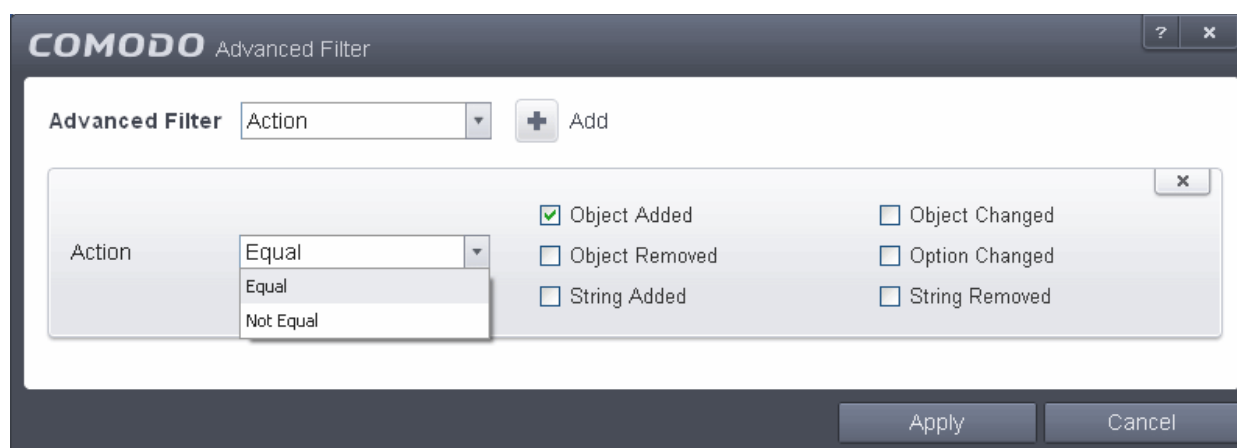 COMODO Advanced Filter ? x
Advanced Filter Action + Add
x
Object Added Object Changed
Action Equal Object Removed Option Changed
Equal String Added String Removed
Not Equal
Apply Cancel